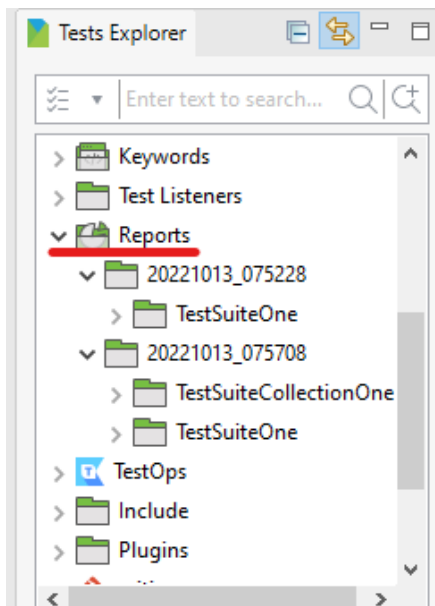 Tests Explorer
Enter text to search...
Keywords
Test Listeners
Reports
20221013_075228
TestSuiteOne
20221013_075708
TestSuiteCollectionOne
TestSuiteOne
TestOps
Include
Plugins